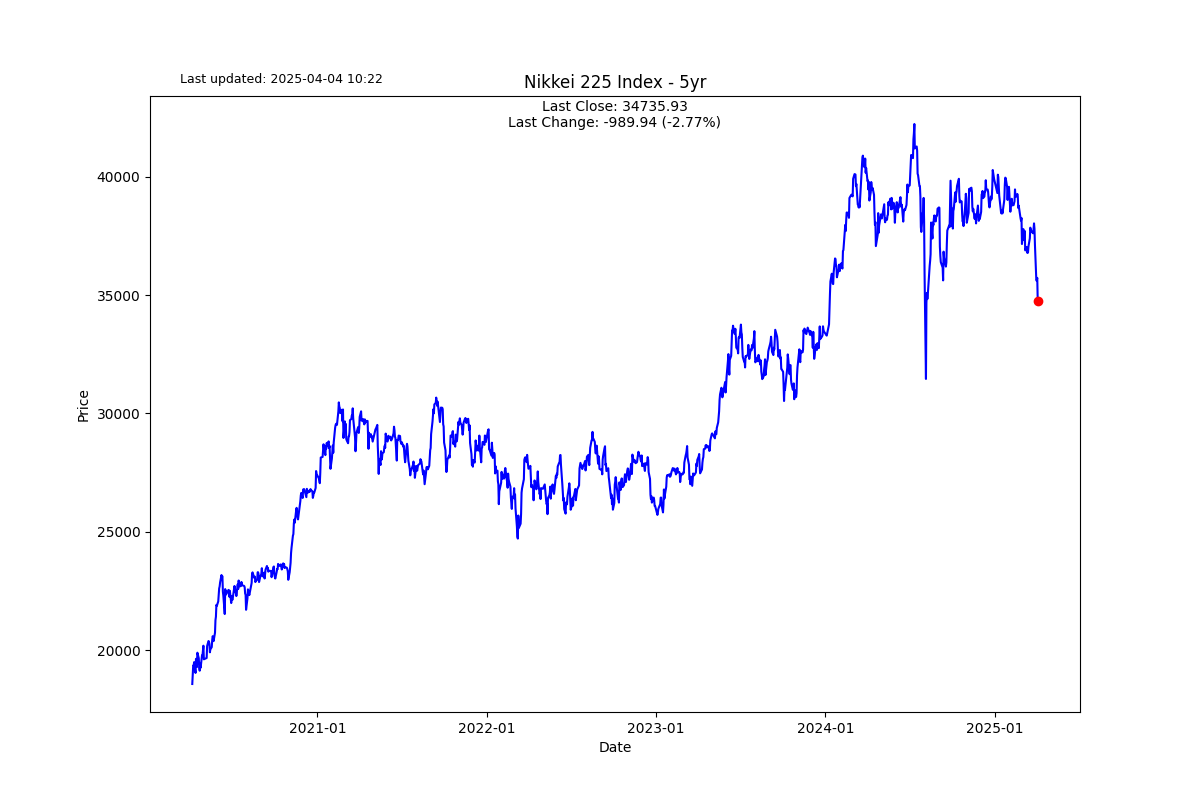 Last updated: 2025-04-04 10:22
Nikkei 225 Index - 5yr
Last Close: 34735.93
Last Change: -989.94 (-2.77%)
40000
35000
30000
25000
20000
Price
2021-01
2022-01
2023-01
2024-01
2025-01
Date